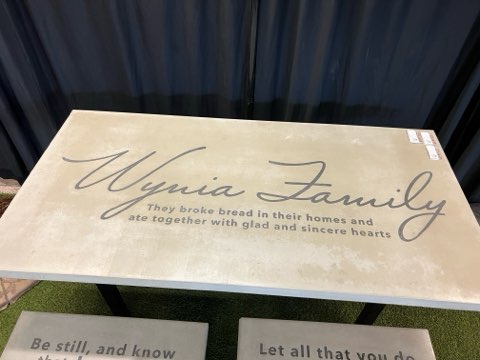 Wynia Family
They broke bread in their homes and
ate together with glad and sincere hearts
Be still, and know
Let all that you do